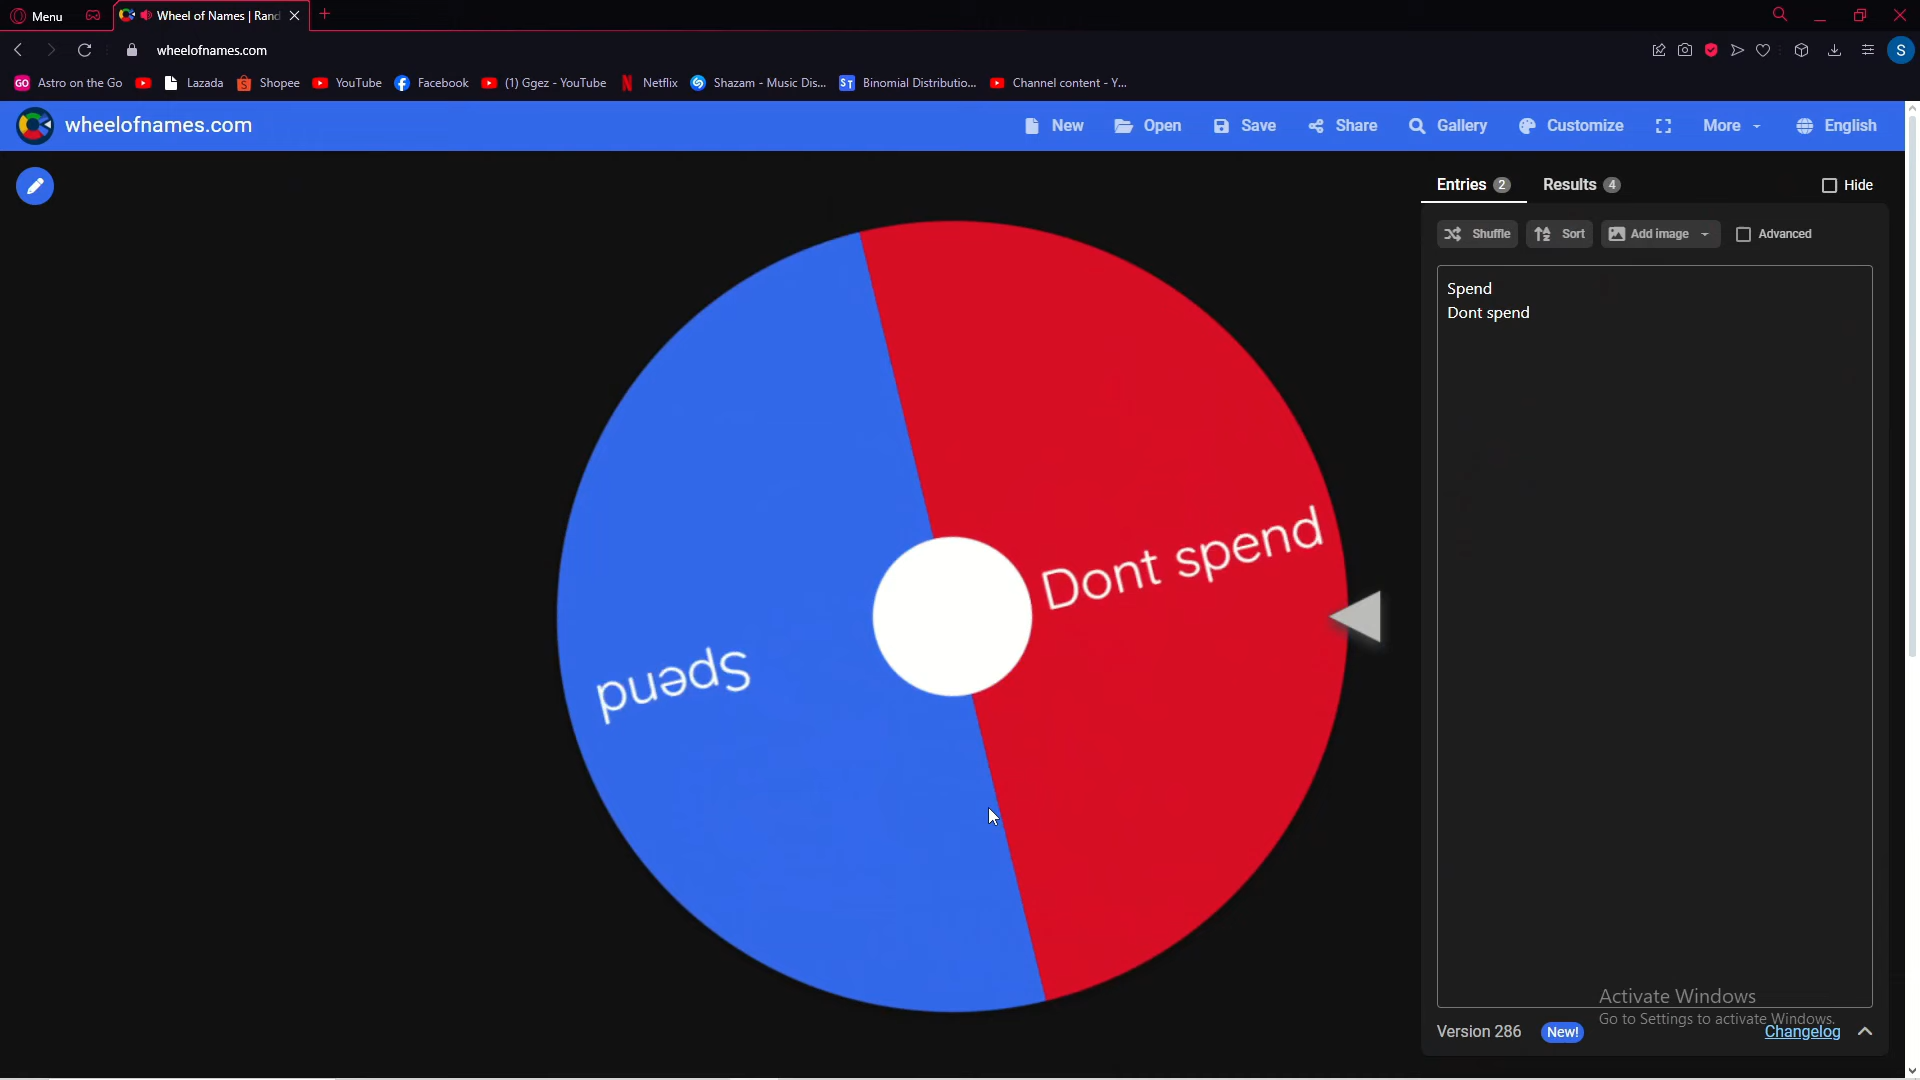 Menu
Wheel of Names | Rand
wheelofnames.com
S
GO Astro on the Go
Lazada
Shopee
YouTube
Facebook
(1) Ggez - YouTube
Netflix
Shazam - Music Dis...
ST Binomial Distributio...
Channel content - Y...
wheelofnames.com
New
Open
Save
Share
Gallery
Customize
More
English
Entries 2
Results 4
Hide
Shuffle
Sort
Add image
Advanced
Spend
Dont spend
Dont spend
Spend
Activate Windows
Go to Settings to activate Windows.
Version 286
New!
Changelog